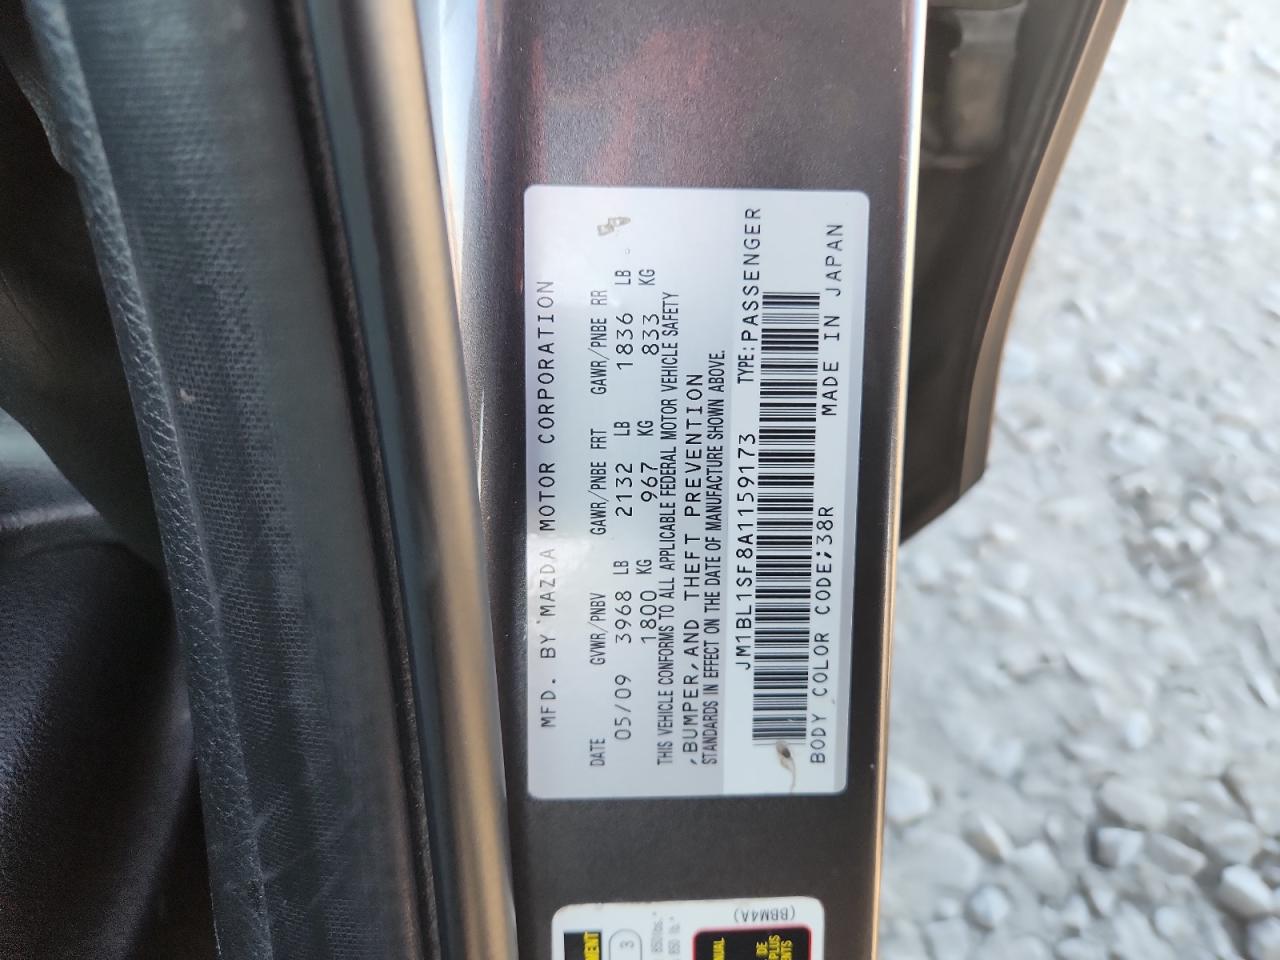 MFD. BY MAZDA MOTOR CORPORATION
DATE GVWR/PNBV GAWR/PNBE FRT GAWR/PNBE RR
05/09 3968 LB 2132 LB 1836 LB
1800 KG 967 KG 833 KG
THIS VEHICLE CONFORMS TO ALL APPLICABLE FEDERAL MOTOR VEHICLE SAFETY
,BUMPER,AND THEFT PREVENTION
STANDARDS IN EFFECT ON THE DATE OF MANUFACTURE SHOWN ABOVE.
JM1BL1SF8A1159173 TYPE:PASSENGER
BODY COLOR CODE;38R MADE IN JAPAN
(BBM4A)
3
850 lb.